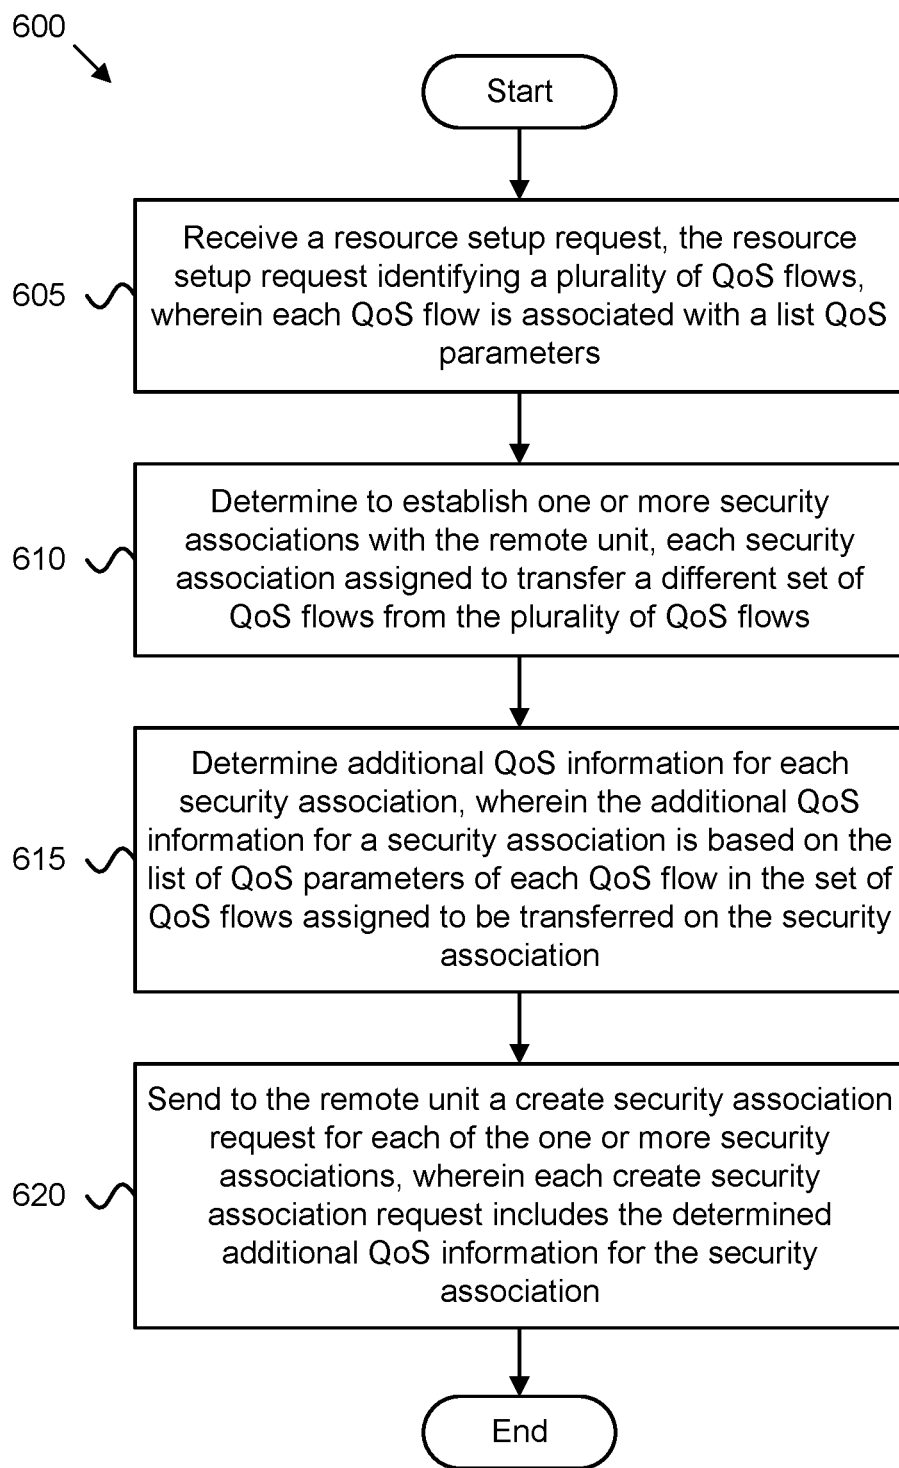 600
Start
605
Receive a resource setup request, the resource
setup request identifying a plurality of QoS flows,
wherein each QoS flow is associated with a list QoS
parameters
610
Determine to establish one or more security
associations with the remote unit, each security
association assigned to transfer a different set of
QoS flows from the plurality of QoS flows
615
Determine additional QoS information for each
security association, wherein the additional QoS
information for a security association is based on the
list of QoS parameters of each QoS flow in the set of
QoS flows assigned to be transferred on the security
association
620
Send to the remote unit a create security association
request for each of the one or more security
associations, wherein each create security
association request includes the determined
additional QoS information for the security
association
End